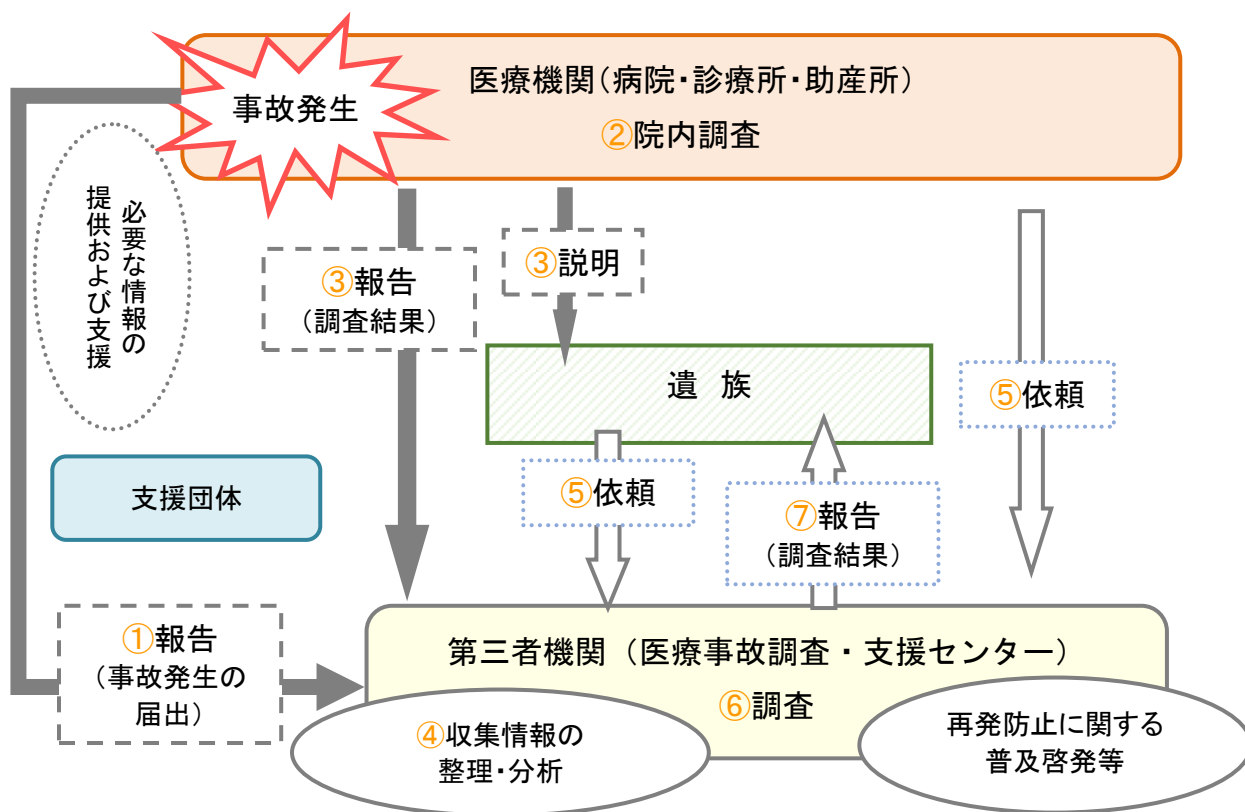 医療機関（病院・診療所・助産所）
事故発生
②院内調査
必要な情報の
提供および支援
③報告
（調査結果）
③説明
遺 族
⑤依頼
支援団体
⑤依頼
⑦報告
（調査結果）
①報告
（事故発生の
届出）
第三者機関（医療事故調査・支援センター）
⑥調査
④収集情報の
整理・分析
再発防止に関する
普及啓発等